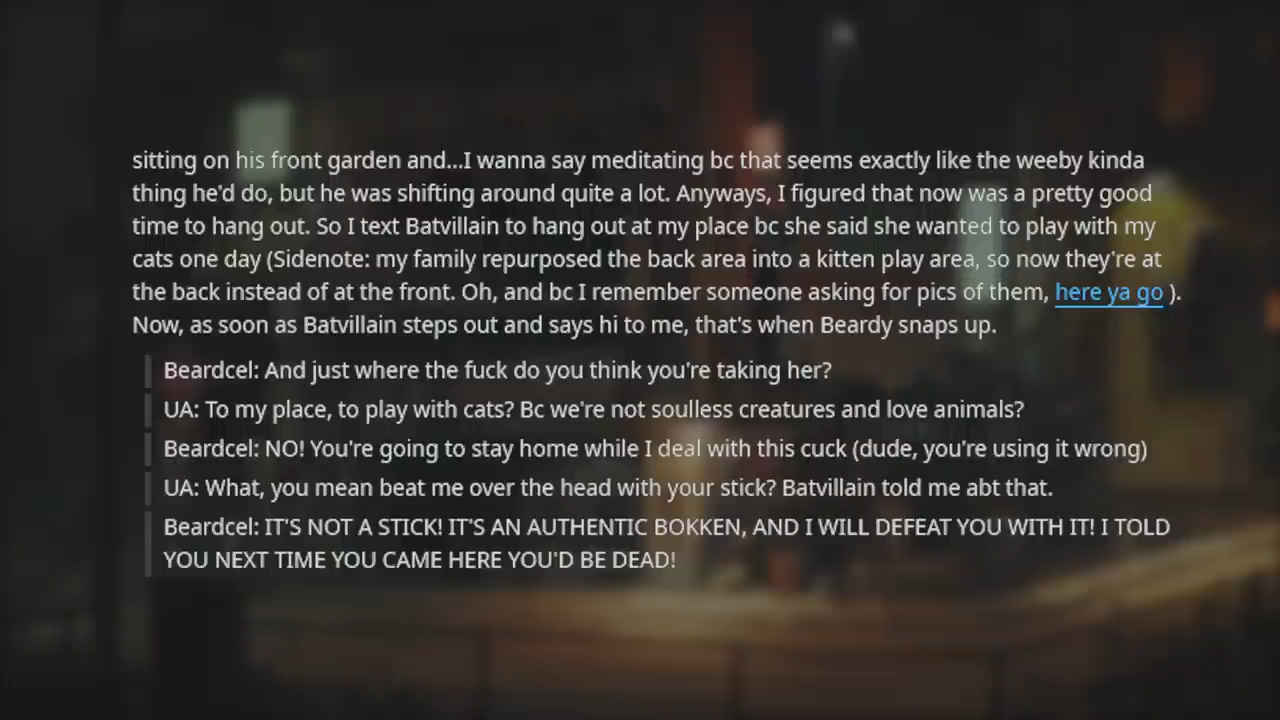 sitting on his front garden and...I wanna say meditating bc that seems exactly like the weeby kinda
thing he'd do, but he was shifting around quite a lot. Anyways, I figured that now was a pretty good
time to hang out. So I text Batvillain to hang out at my place bc she said she wanted to play with my
cats one day (Sidenote: my family repurposed the back area into a kitten play area, so now they're at
the back instead of at the front. Oh, and bc I remember someone asking for pics of them, here ya go ).
Now, as soon as Batvillain steps out and says hi to me, that's when Beardy snaps up.
Beardcel: And just where the fuck do you think you're taking her?
UA: To my place, to play with cats? Bc we're not soulless creatures and love animals?
Beardcel: NO! You're going to stay home while I deal with this cuck (dude, you're using it wrong)
UA: What, you mean beat me over the head with your stick? Batvillain told me abt that.
Beardcel: IT'S NOT A STICK! IT'S AN AUTHENTIC BOKKEN, AND I WILL DEFEAT YOU WITH IT! I TOLD
YOU NEXT TIME YOU CAME HERE YOU'D BE DEAD!